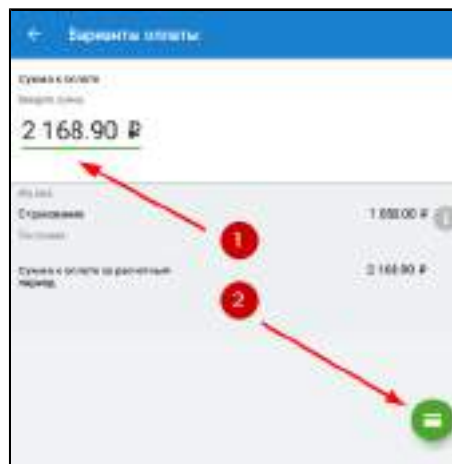 Варианты оплаты
Сумма к оплате
Введите сумму
2 168.90 ₽
Страхование
1 050.00 ₽
1
Сумма к оплате за расчетный
период
2 168.90 ₽
2